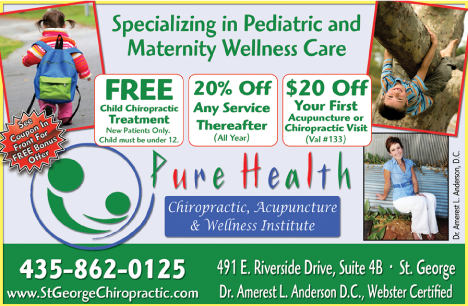 Specializing in Pediatric and
Maternity Wellness Care
FREE
Child Chiropractic
Treatment
New Patients Only.
Child must be under 12.
20% Off
Any Service
Thereafter
(All Year)
$20 Off
Your First
Acupuncture or
Chiropractic Visit
(Val #133)
See
Coupon In
Front For
FREE Bonus
Offer
Pure Health
Chiropractic, Acupuncture
& Wellness Institute
Dr. Amerest L. Anderson, D.C.
435-862-0125
www.StGeorgeChiropractic.com
491 E. Riverside Drive, Suite 4B · St. George
Dr. Amerest L. Anderson D.C., Webster Certified